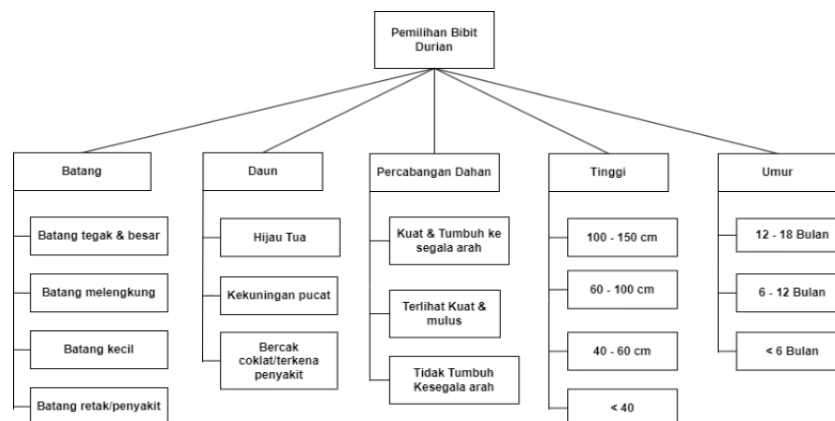 Pemilihan Bibit
Durian
Batang
Daun
Percabangan Dahan
Tinggi
Umur
Batang tegak & besar
Batang melengkung
Batang kecil
Batang retak/penyakit
Hijau Tua
Kekuningan pucat
Bercak
coklat/terkena
penyakit
Kuat & Tumbuh ke
segala arah
Terlihat Kuat &
mulus
Tidak Tumbuh
Kesegala arah
100 - 150 cm
60 - 100 cm
40 - 60 cm
< 40
12 - 18 Bulan
6 - 12 Bulan
< 6 Bulan